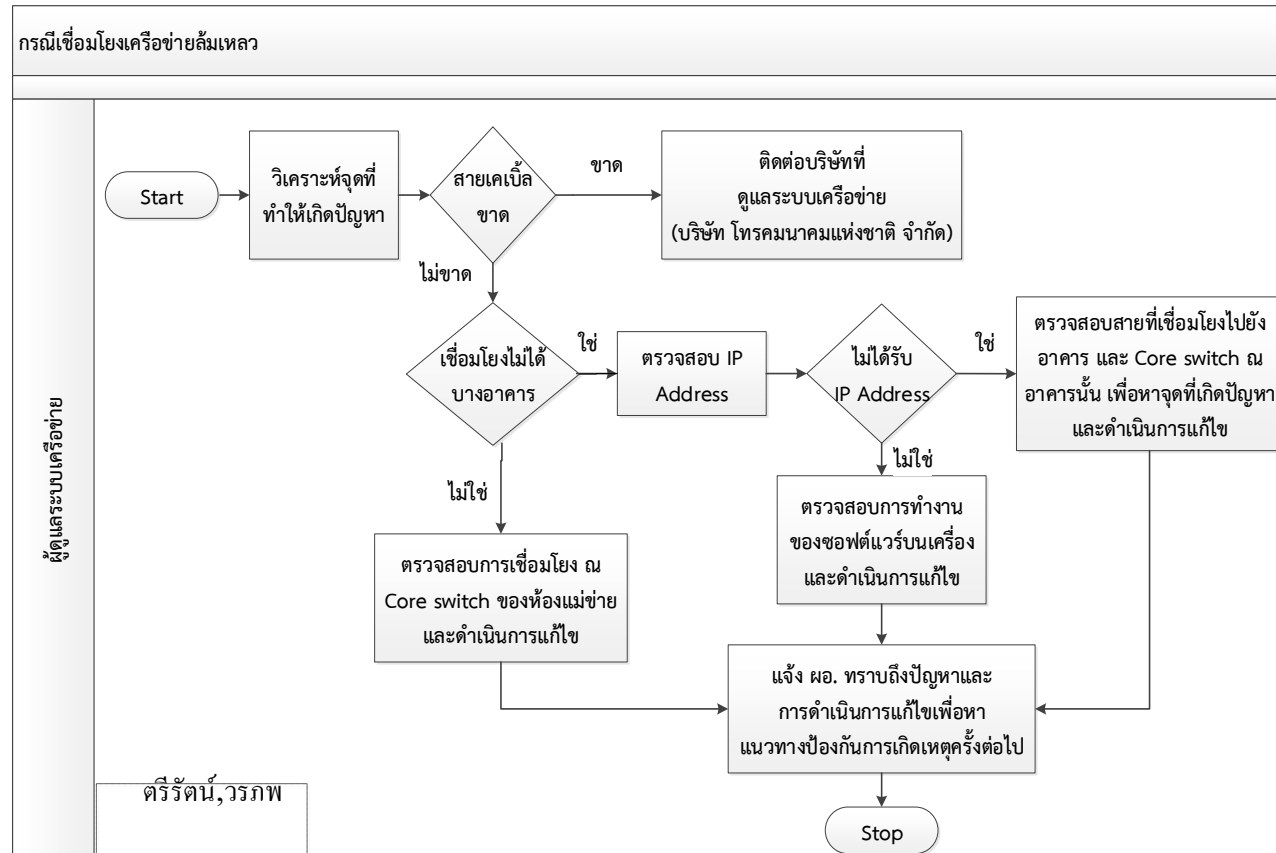 กรณีเชื่อมโยงเครือข่ายล้มเหลว
ผู้ดูแลระบบเครือข่าย
Start
วิเคราะห์จุดที่
ทำให้เกิดปัญหา
สายเคเบิ้ล
ขาด
ขาด
ติดต่อบริษัทที่
ดูแลระบบเครือข่าย
(บริษัท โทรคมนาคมแห่งชาติ จำกัด)
ไม่ขาด
เชื่อมโยงไม่ได้
บางอาคาร
ใช่
ตรวจสอบ IP
Address
ไม่ได้รับ
IP Address
ใช่
ตรวจสอบสายที่เชื่อมโยงไปยัง
อาคาร และ Core switch ณ
อาคารนั้น เพื่อหาจุดที่เกิดปัญหา
และดำเนินการแก้ไข
ไม่ใช่
ไม่ใช่
ตรวจสอบการทำงาน
ของซอฟต์แวร์บนเครื่อง
และดำเนินการแก้ไข
ตรวจสอบการเชื่อมโยง ณ
Core switch ของห้องแม่ข่าย
และดำเนินการแก้ไข
แจ้ง ผอ. ทราบถึงปัญหาและ
การดำเนินการแก้ไขเพื่อหา
แนวทางป้องกันการเกิดเหตุครั้งต่อไป
ตรีรัตน์,วรภพ
Stop